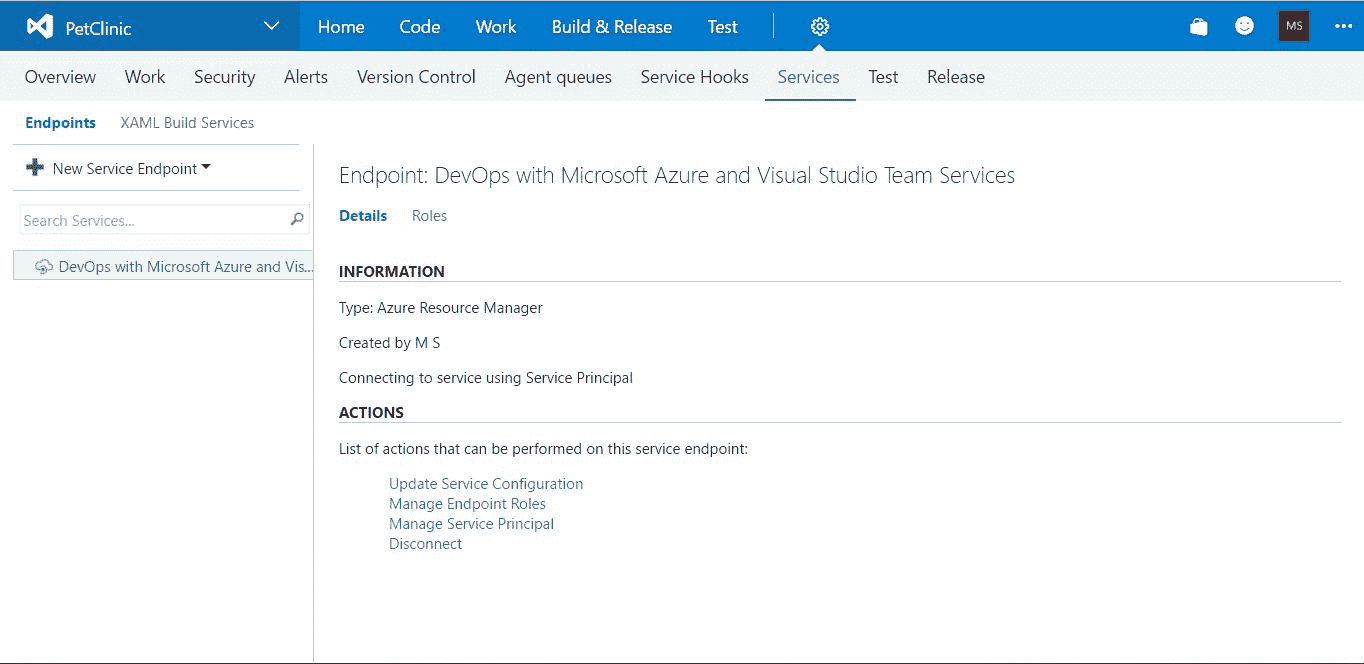 PetClinic Home Code Work Build & Release Test MS
Overview Work Security Alerts Version Control Agent queues Service Hooks Services Test Release
Endpoints XAML Build Services
New Service Endpoint
Search Services...
DevOps with Microsoft Azure and Vis...
Endpoint: DevOps with Microsoft Azure and Visual Studio Team Services
Details Roles
INFORMATION
Type: Azure Resource Manager
Created by M S
Connecting to service using Service Principal
ACTIONS
List of actions that can be performed on this service endpoint:
Update Service Configuration
Manage Endpoint Roles
Manage Service Principal
Disconnect